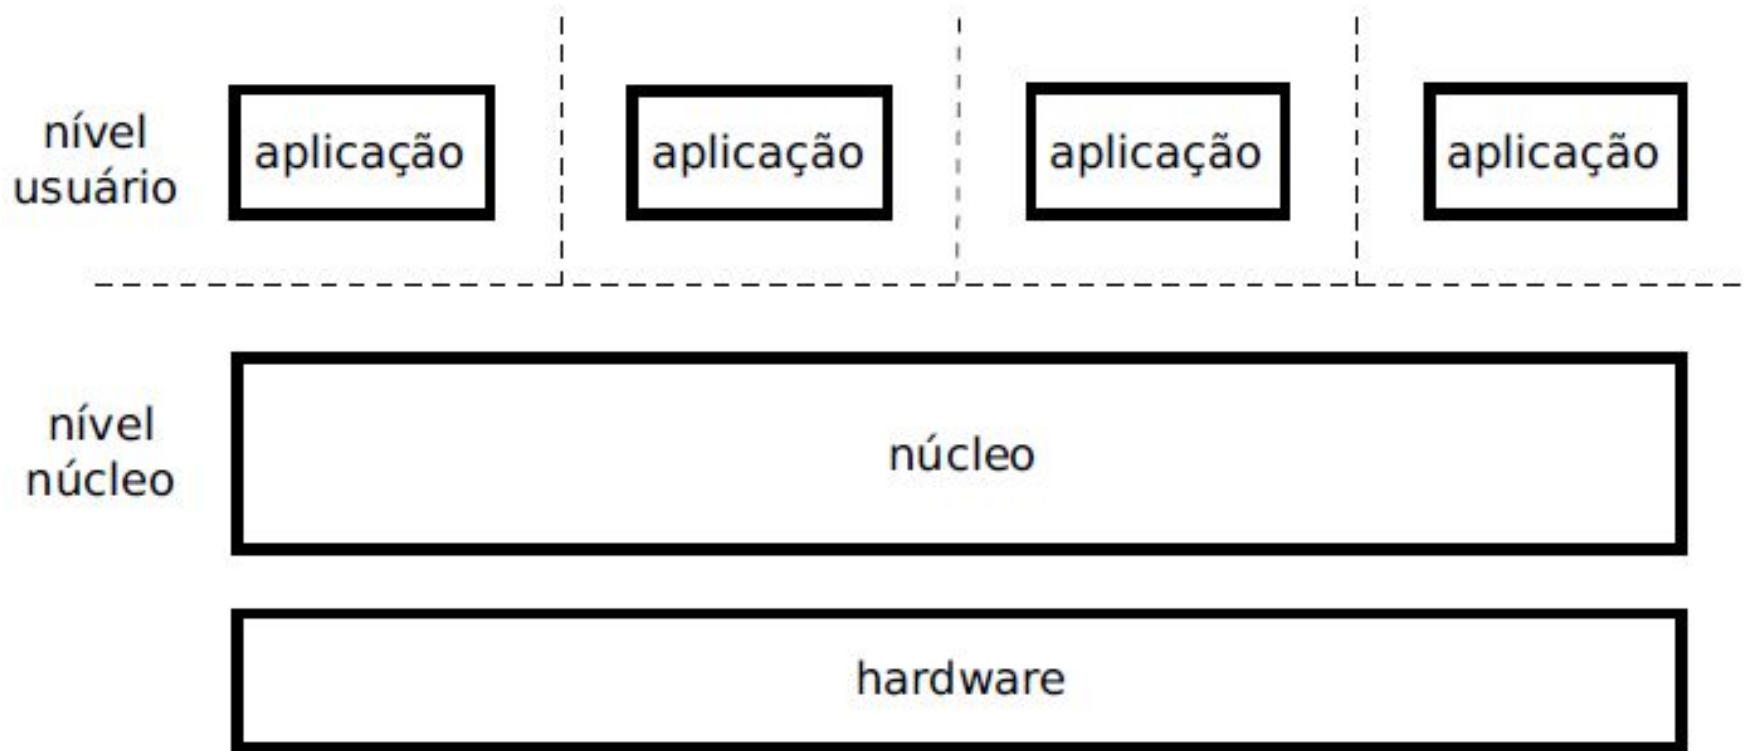 nível
usuário
aplicação
aplicação
aplicação
aplicação
nível
núcleo
núcleo
hardware